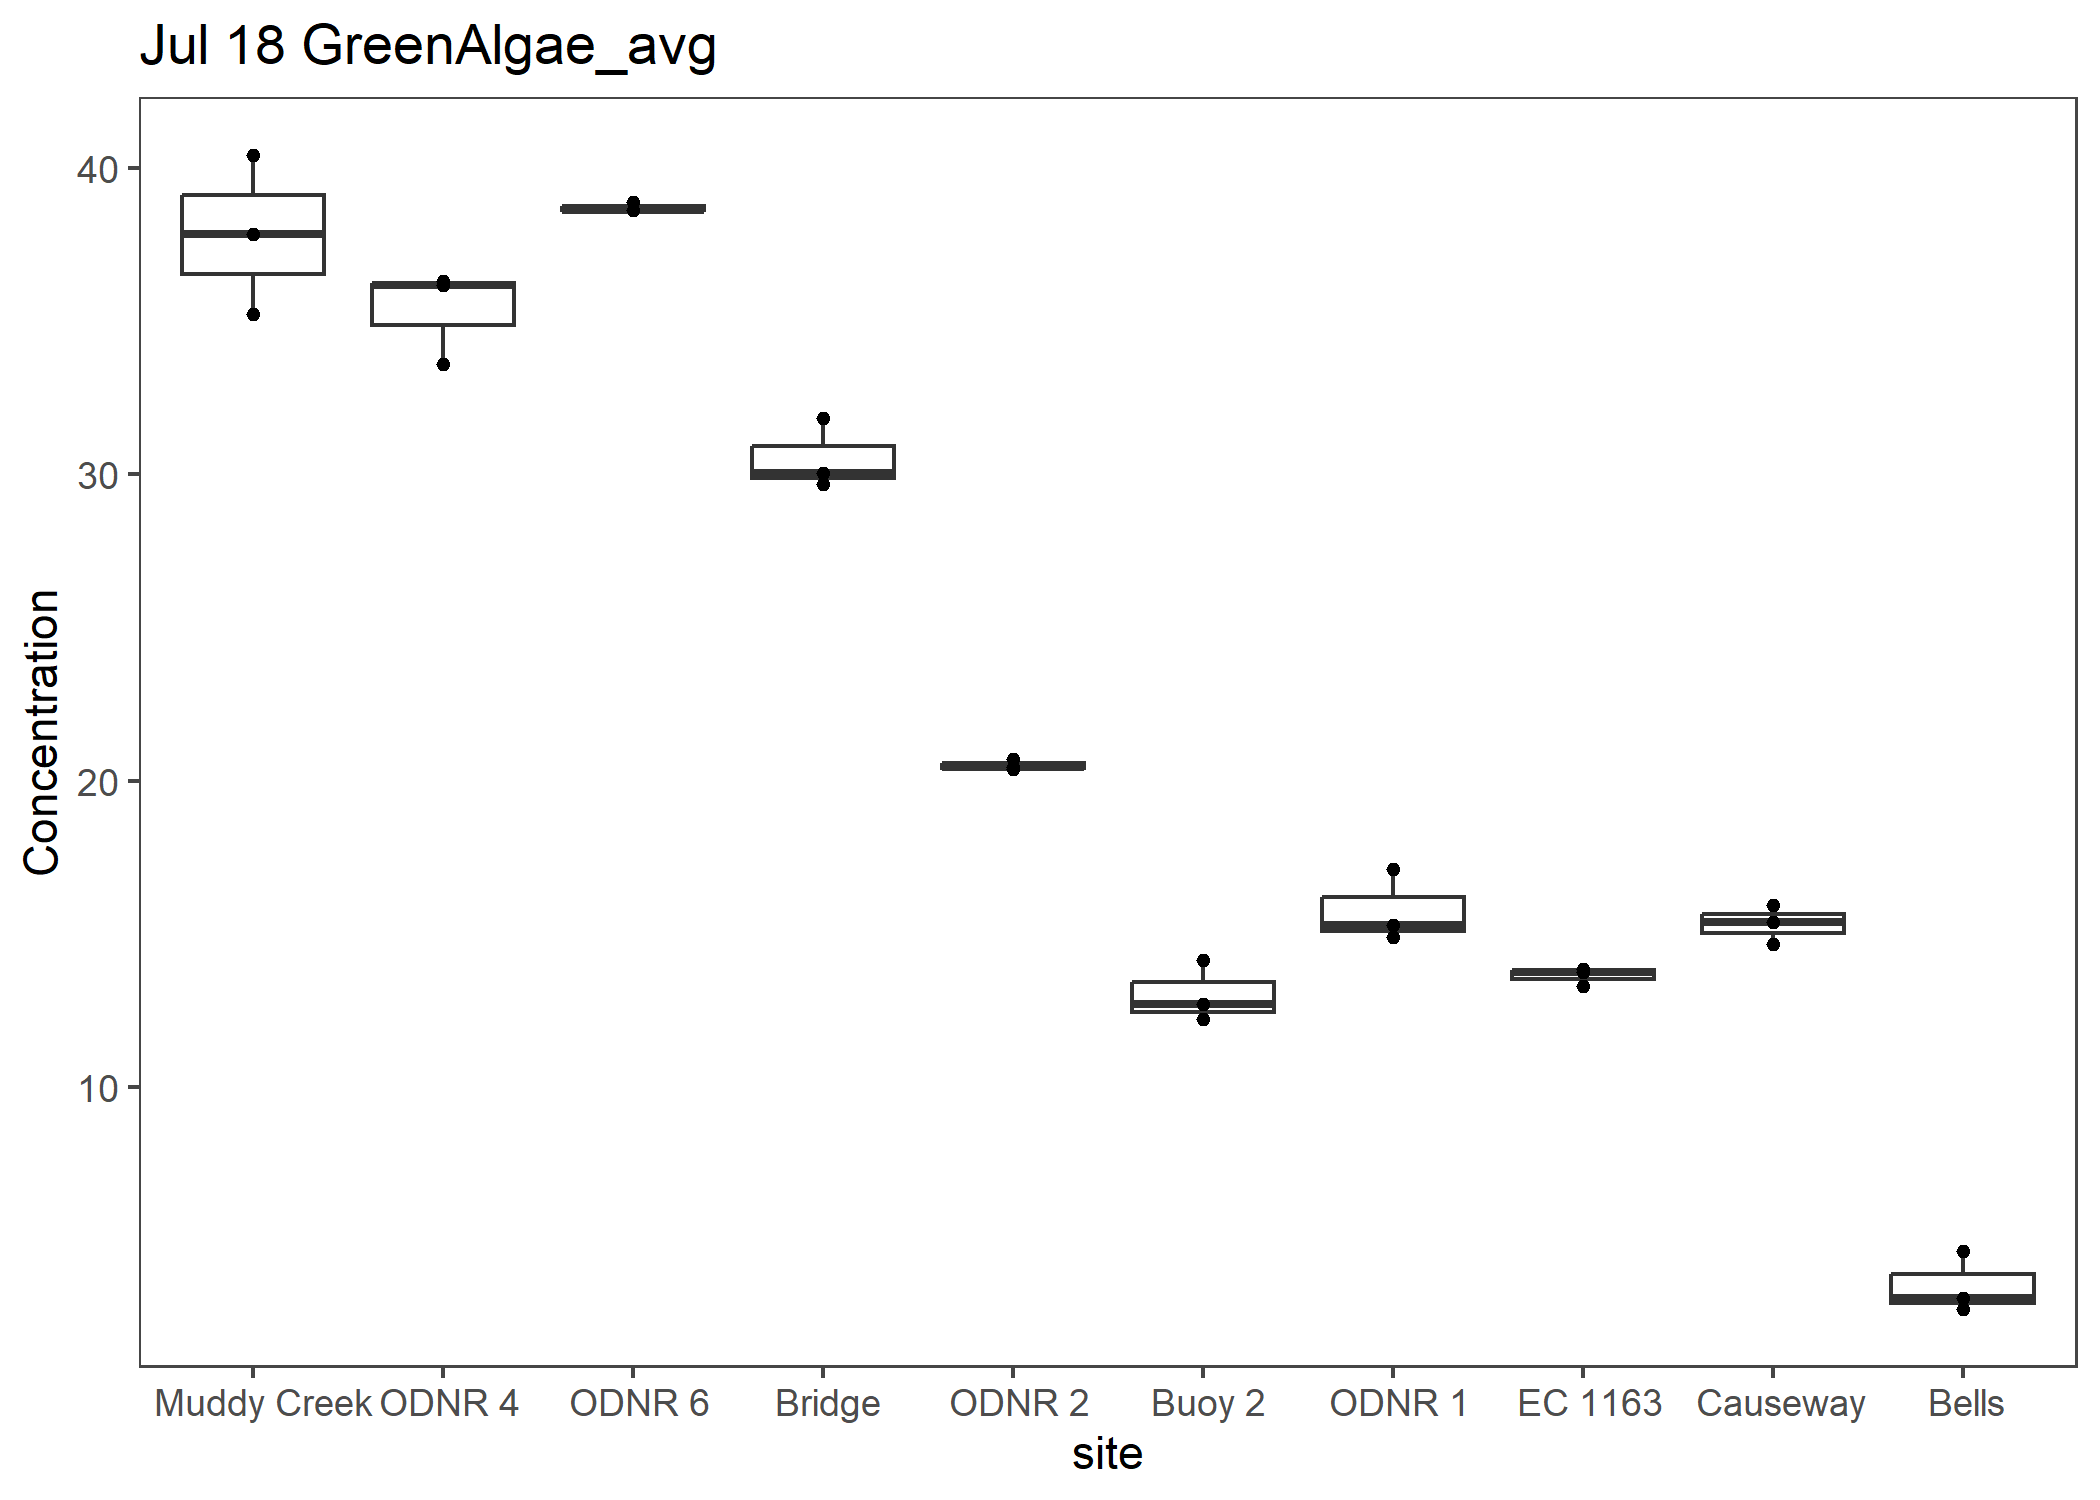 Jul 18 GreenAlgae_avg
Concentration
40
30
20
10
Muddy Creek ODNR 4 ODNR 6 Bridge ODNR 2 Buoy 2 ODNR 1 EC 1163 Causeway Bells
site